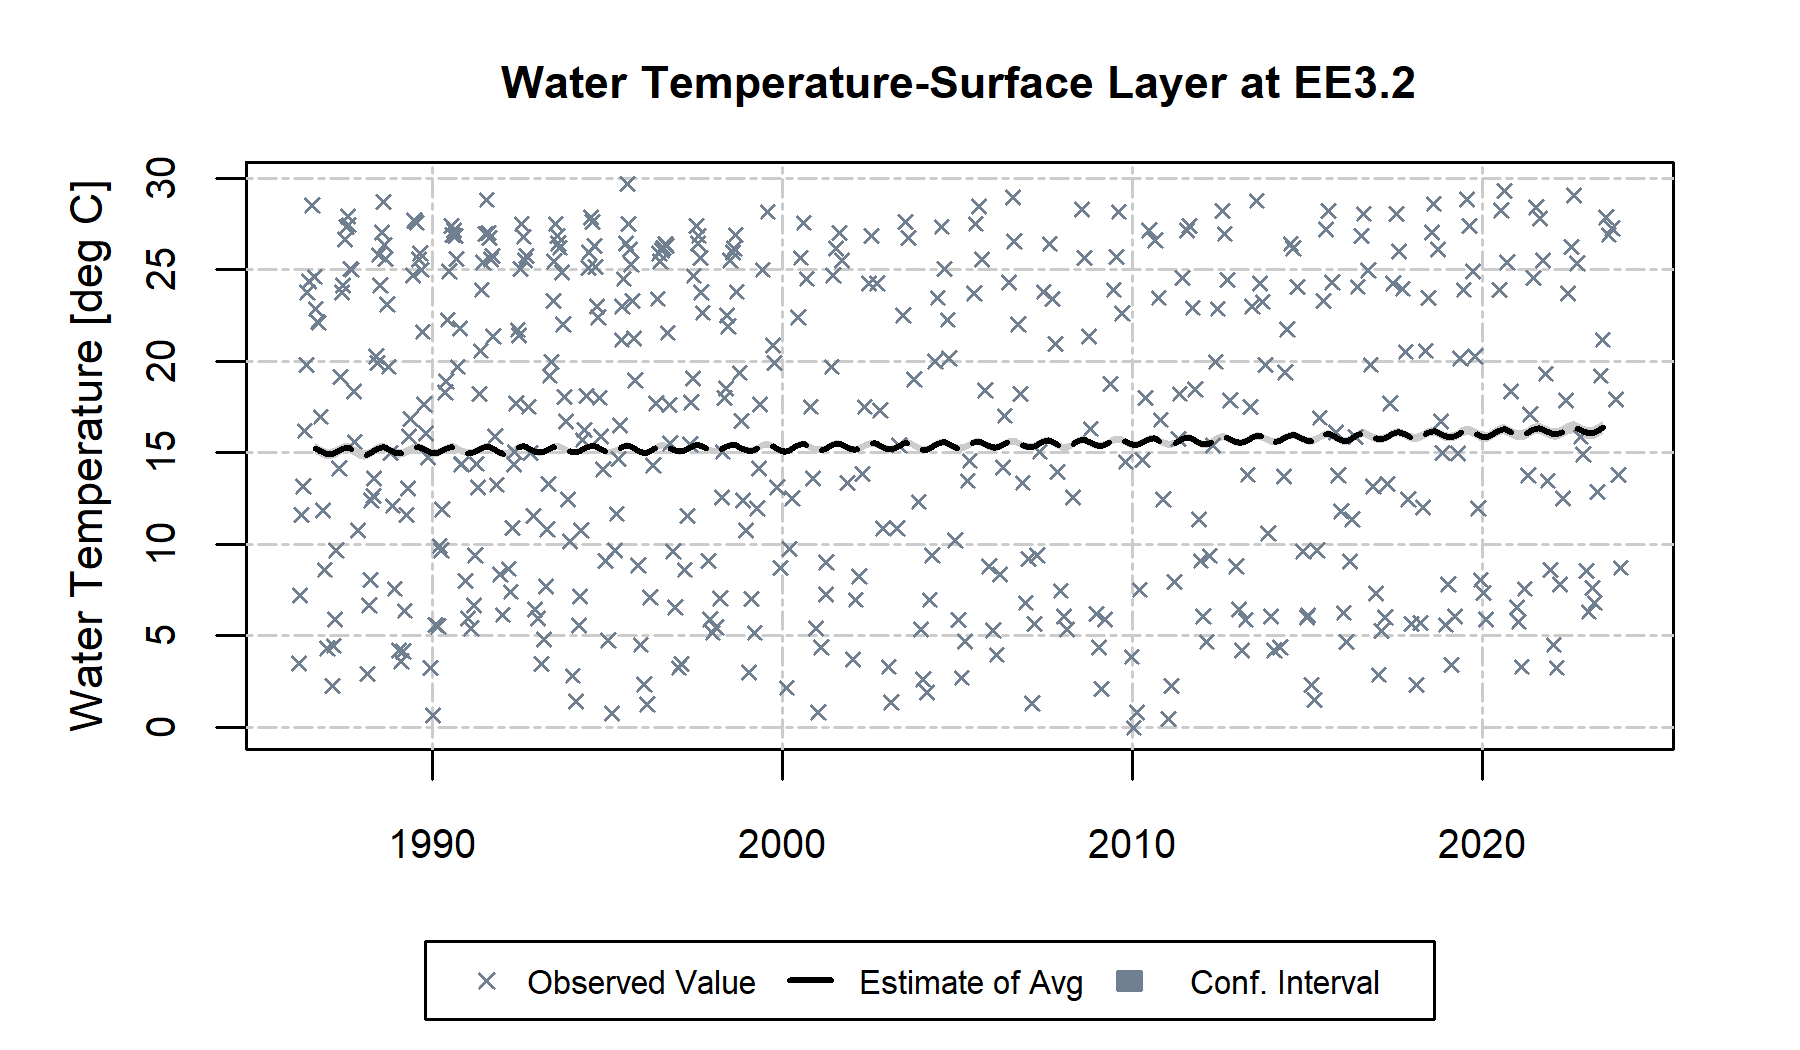 Water Temperature-Surface Layer at EE3.2
Water Temperature [deg C]
30
25
20
15
10
5
0
1990 2000 2010 2020
Observed Value Estimate of Avg Conf. Interval